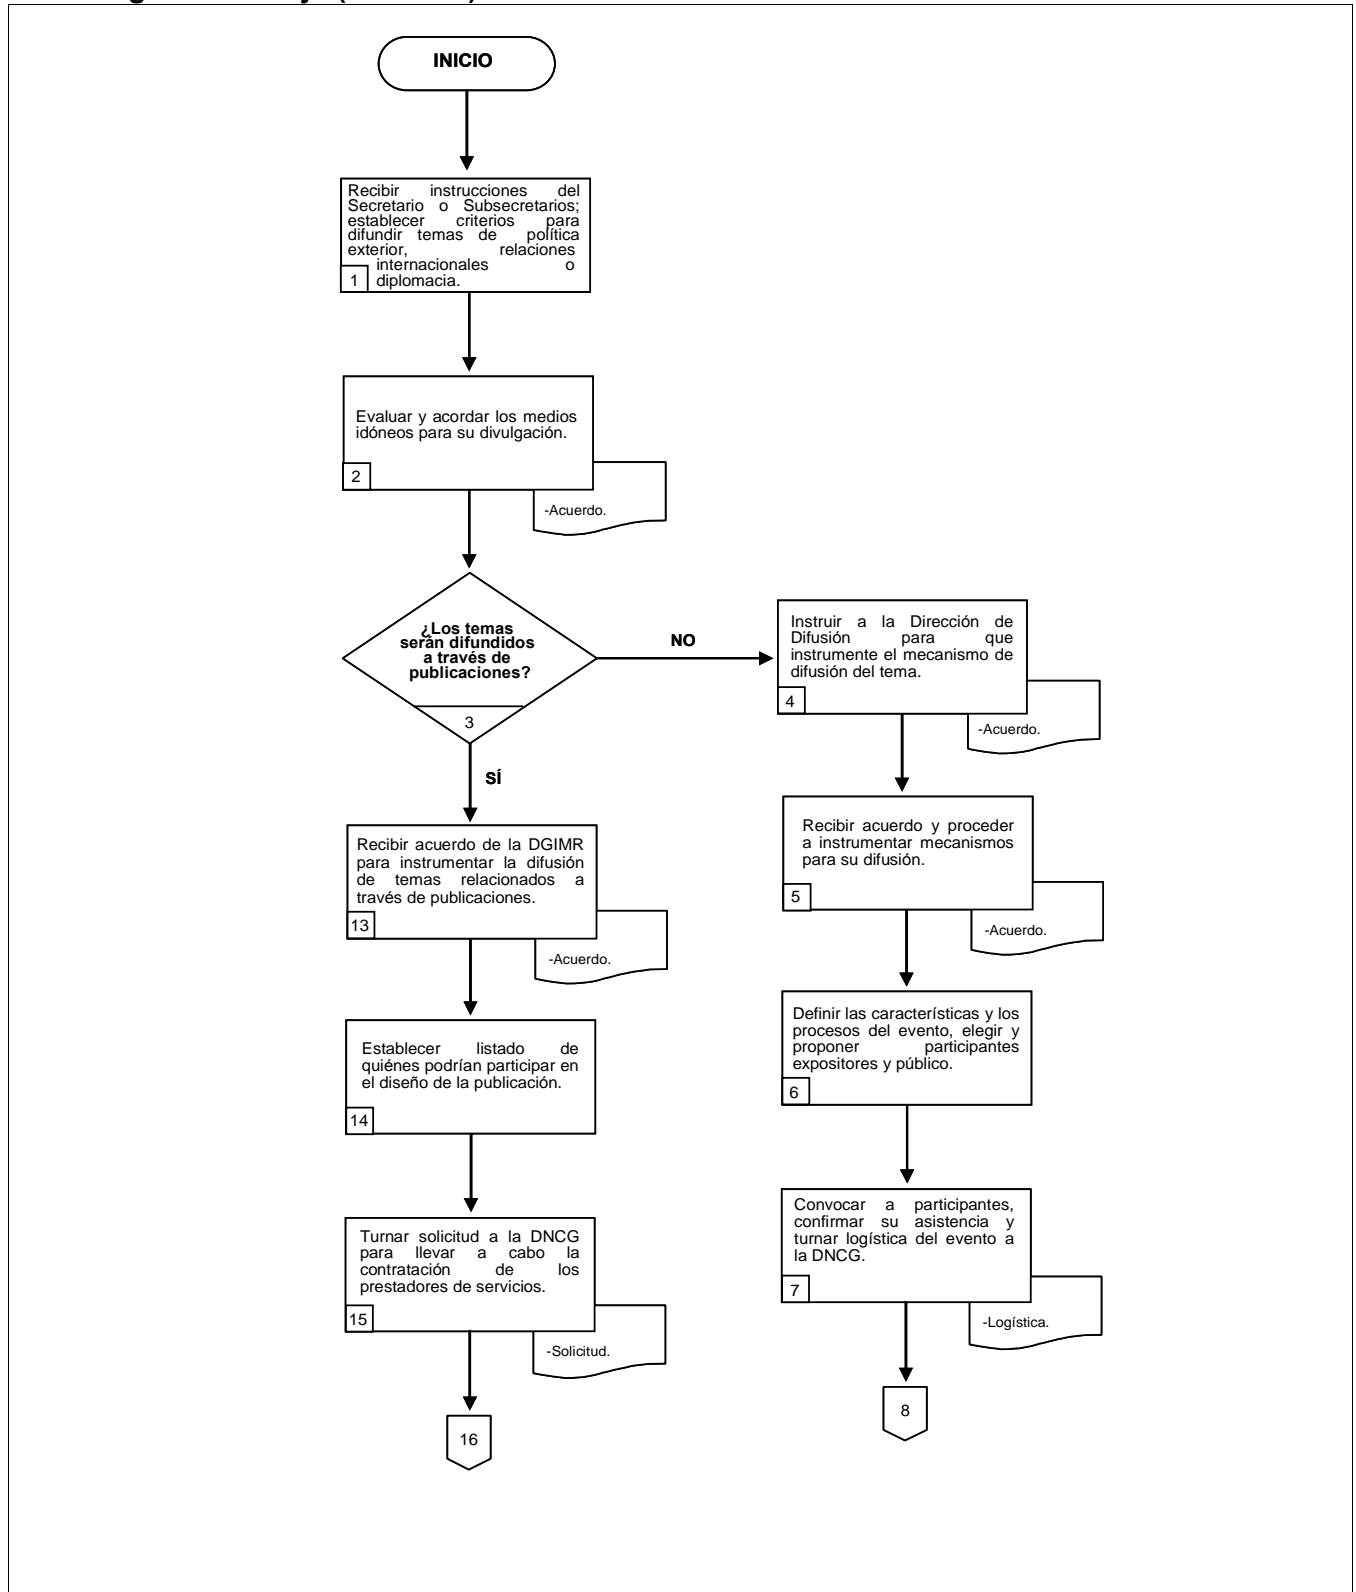 INICIO
Recibir instrucciones del
Secretario o Subsecretarios;
establecer criterios para
difundir temas de política
exterior, relaciones
internacionales o
diplomacia.
1
Evaluar y acordar los medios
idóneos para su divulgación.
2
-Acuerdo.
¿Los temas
serán difundidos
a través de
publicaciones?
3
NO
SÍ
Instruir a la Dirección de
Difusión para que
instrumente el mecanismo de
difusión del tema.
4
-Acuerdo.
Recibir acuerdo y proceder
a instrumentar mecanismos
para su difusión.
5
-Acuerdo.
Definir las características y los
procesos del evento, elegir y
proponer participantes
expositores y público.
6
Convocar a participantes,
confirmar su asistencia y
turnar logística del evento a
la DNCG.
7
-Logística.
8
Recibir acuerdo de la DGIMR
para instrumentar la difusión
de temas relacionados a
través de publicaciones.
13
-Acuerdo.
Establecer listado de
quiénes podrían participar en
el diseño de la publicación.
14
Turnar solicitud a la DNCG
para llevar a cabo la
contratación de los
prestadores de servicios.
15
-Solicitud.
16